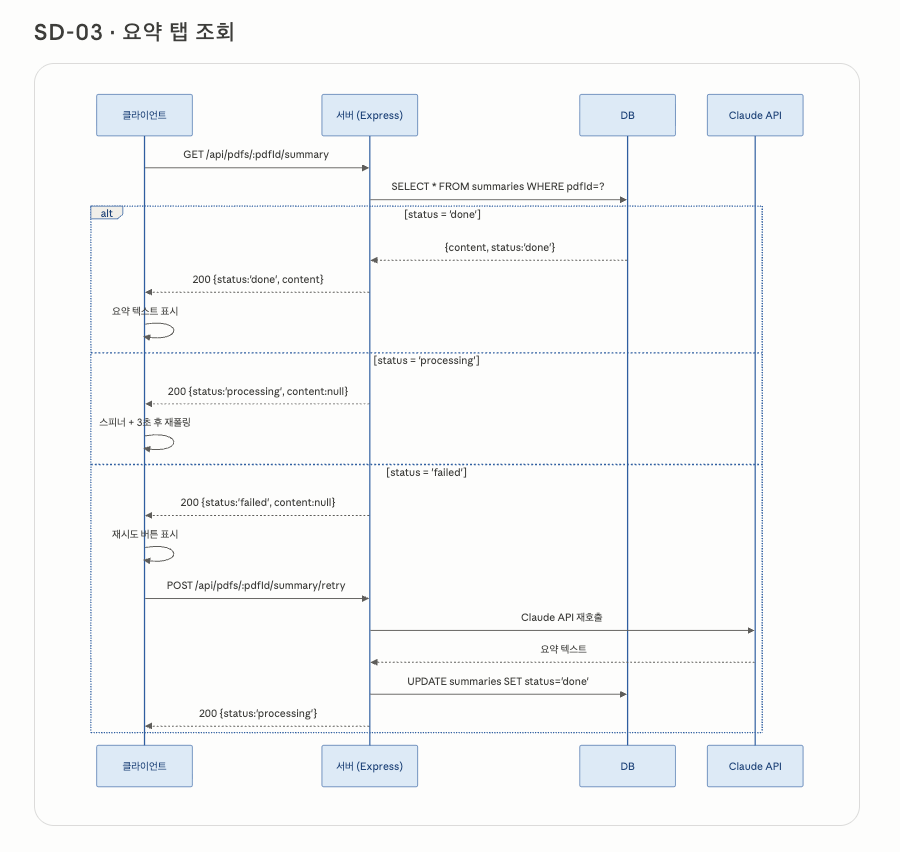 SD-03 · 요약 탭 조회
클라이언트
서버 (Express)
DB
Claude API
GET /api/pdfs/:pdfId/summary
SELECT * FROM summaries WHERE pdfId=?
alt
[status = 'done']
{content, status:'done'}
200 {status:'done', content}
요약 텍스트 표시
[status = 'processing']
200 {status:'processing', content:null}
스피너 + 3초 후 재폴링
[status = 'failed']
200 {status:'failed', content:null}
재시도 버튼 표시
POST /api/pdfs/:pdfId/summary/retry
Claude API 재호출
요약 텍스트
UPDATE summaries SET status='done'
200 {status:'processing'}
클라이언트
서버 (Express)
DB
Claude API